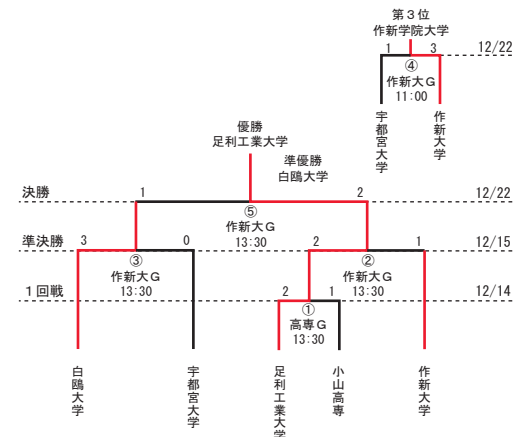 第３位
作新学院大学
1 3 12/22
④
作新大G
11:00
宇都宮大学
作新大学
優勝
足利工業大学
準優勝
白鴎大学
決勝 1 2 12/22
⑤
作新大G
13:30
準決勝 3 0 2 1 12/15
③ ②
作新大G 作新大G
13:30 13:30
１回戦 2 1 12/14
①
高専G
13:30
白鴎大学
宇都宮大学
足利工業大学
小山高専
作新大学